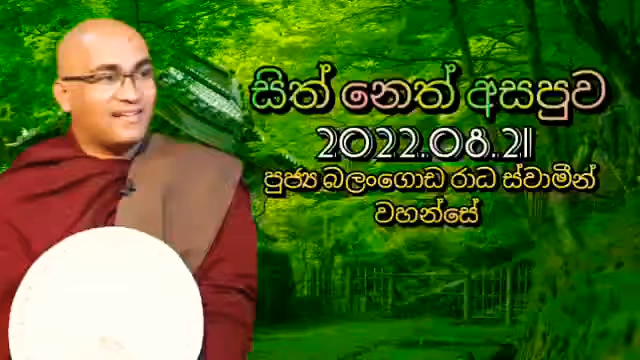 සිත් නෙත් අසපුව
2022.08.21
පුජ්‍ය බලංගොඩ රාධ ස්වාමීන්
වහන්සේ